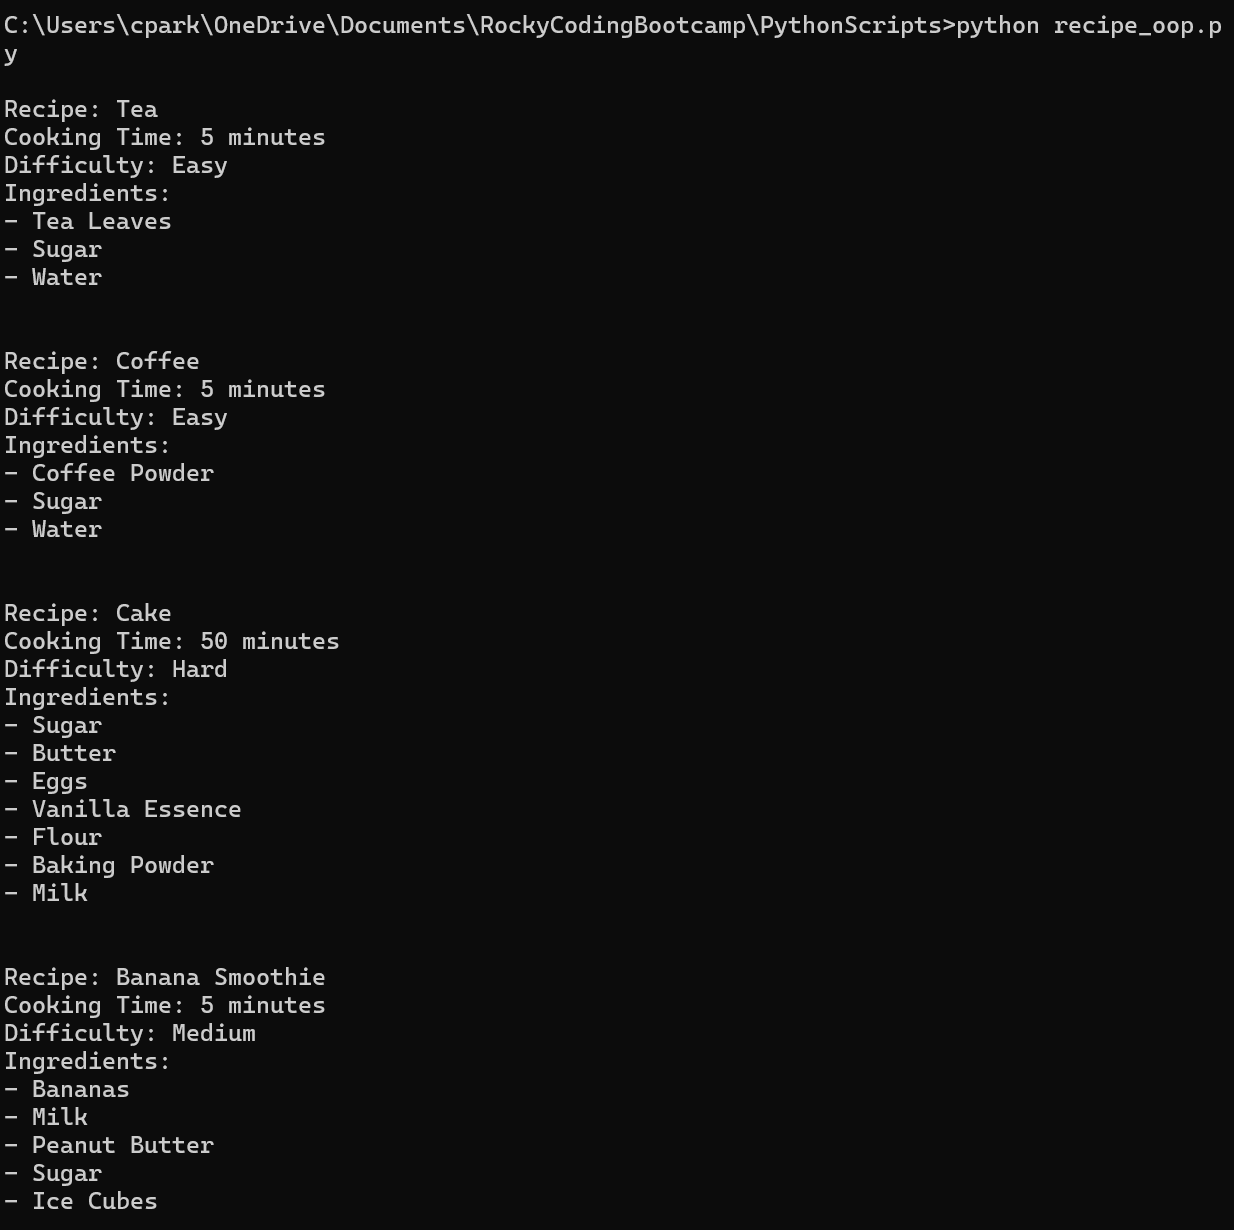 C:\Users\cpark\OneDrive\Documents\RockyCodingBootcamp\PythonScripts>python recipe_oop.p
y
Recipe: Tea
Cooking Time: 5 minutes
Difficulty: Easy
Ingredients:
- Tea Leaves
- Sugar
- Water
Recipe: Coffee
Cooking Time: 5 minutes
Difficulty: Easy
Ingredients:
- Coffee Powder
- Sugar
- Water
Recipe: Cake
Cooking Time: 50 minutes
Difficulty: Hard
Ingredients:
- Sugar
- Butter
- Eggs
- Vanilla Essence
- Flour
- Baking Powder
- Milk
Recipe: Banana Smoothie
Cooking Time: 5 minutes
Difficulty: Medium
Ingredients:
- Bananas
- Milk
- Peanut Butter
- Sugar
- Ice Cubes